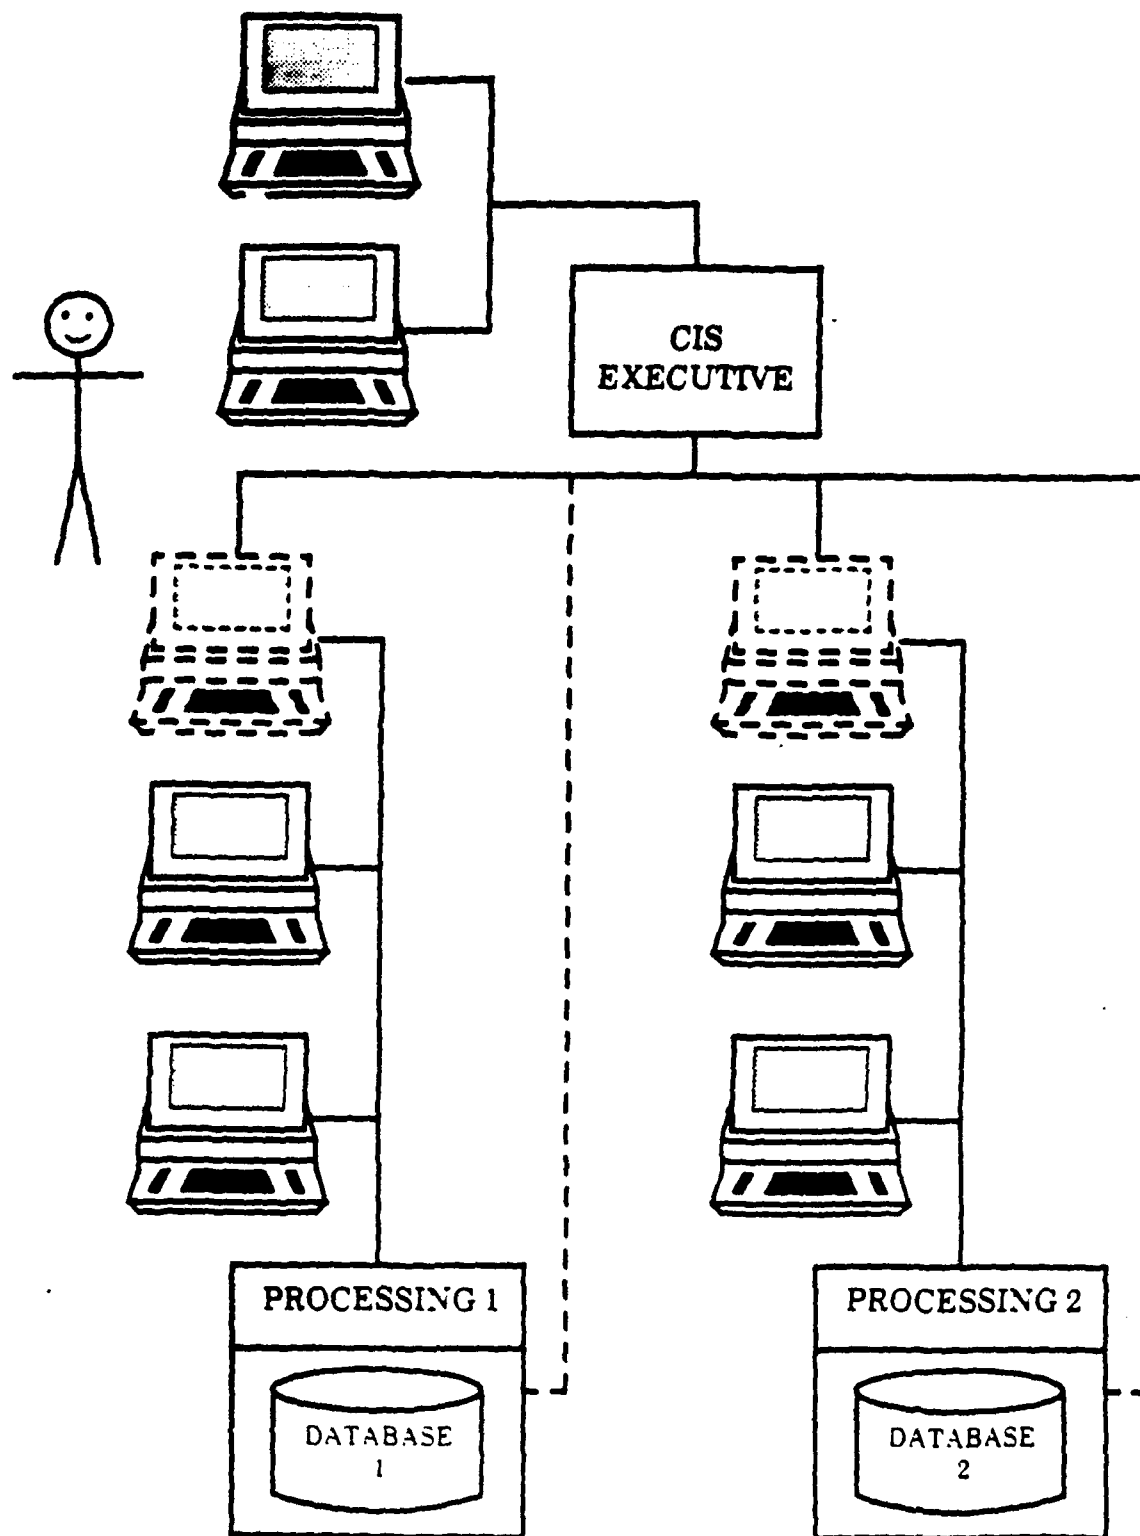 CIS
EXECUTIVE
PROCESSING 1
PROCESSING 2
DATABASE
1
DATABASE
2